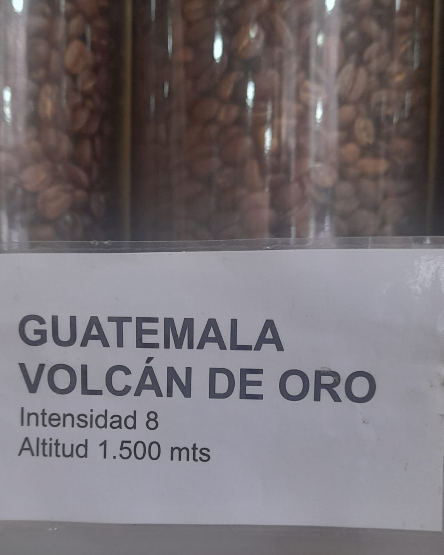 GUATEMALA
VOLCÁN DE ORO
Intensidad 8
Altitud 1.500 mts